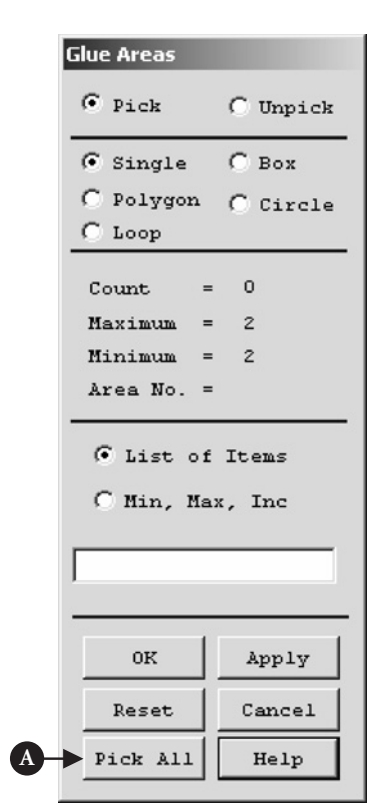 Glue Areas
Pick Unpick
Single Box
Polygon Circle
Loop
Count = 0
Maximum = 2
Minimum = 2
Area No. =
List of Items
Min, Max, Inc
OK Apply
Reset Cancel
A Pick All Help